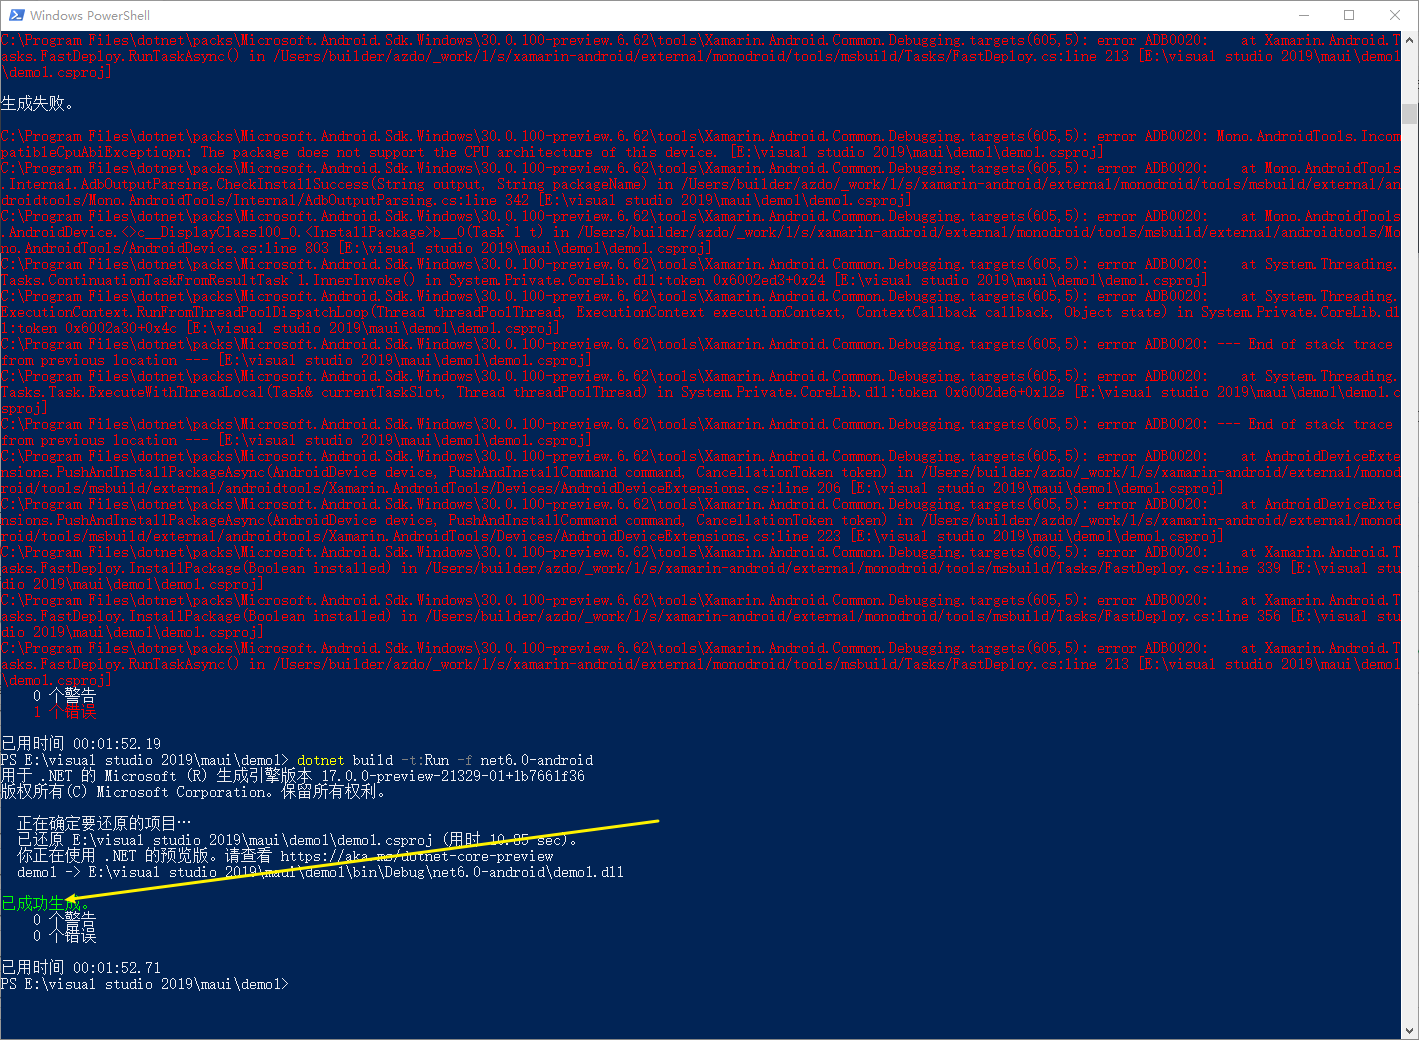 Windows PowerShell
C:\Program Files\dotnet\packs\Microsoft.Android.Sdk.Windows\30.0.100-preview.6.62\tools\Xamarin.Android.Common.Debugging.targets(605,5): error ADB0020:    at Xamarin.Android.T
asks.FastDeploy.RunTaskAsync() in /Users/builder/azdo/_work/1/s/xamarin-android/external/monodroid/tools/msbuild/Tasks/FastDeploy.cs:line 213 [E:\visual studio 2019\maui\demo1
\demo1.csproj]
生成失败。
C:\Program Files\dotnet\packs\Microsoft.Android.Sdk.Windows\30.0.100-preview.6.62\tools\Xamarin.Android.Common.Debugging.targets(605,5): error ADB0020: Mono.AndroidTools.Incom
patibleCpuAbiExceptiopn: The package does not support the CPU architecture of this device. [E:\visual studio 2019\maui\demo1\demo1.csproj]
C:\Program Files\dotnet\packs\Microsoft.Android.Sdk.Windows\30.0.100-preview.6.62\tools\Xamarin.Android.Common.Debugging.targets(605,5): error ADB0020:    at Mono.AndroidTools
.Internal.AdbOutputParsing.CheckInstallSuccess(String output, String packageName) in /Users/builder/azdo/_work/1/s/xamarin-android/external/monodroid/tools/msbuild/external/an
droidtools/Mono.AndroidTools/Internal/AdbOutputParsing.cs:line 342 [E:\visual studio 2019\maui\demo1\demo1.csproj]
C:\Program Files\dotnet\packs\Microsoft.Android.Sdk.Windows\30.0.100-preview.6.62\tools\Xamarin.Android.Common.Debugging.targets(605,5): error ADB0020:    at Mono.AndroidTools
.AndroidDevice.<>c__DisplayClass100_0.<InstallPackage>b__0(Task`1 t) in /Users/builder/azdo/_work/1/s/xamarin-android/external/monodroid/tools/msbuild/external/androidtools/Mo
no.AndroidTools/AndroidDevice.cs:line 303 [E:\visual studio 2019\maui\demo1\demo1.csproj]
C:\Program Files\dotnet\packs\Microsoft.Android.Sdk.Windows\30.0.100-preview.6.62\tools\Xamarin.Android.Common.Debugging.targets(605,5): error ADB0020:    at System.Threading.
Tasks.ContinuationTaskFromResultTask`1.InnerInvoke() in System.Private.CoreLib.dll:token 0x6002ed3+0x24 [E:\visual studio 2019\maui\demo1\demo1.csproj]
C:\Program Files\dotnet\packs\Microsoft.Android.Sdk.Windows\30.0.100-preview.6.62\tools\Xamarin.Android.Common.Debugging.targets(605,5): error ADB0020:    at System.Threading.
ExecutionContext.RunFromThreadPoolDispatchLoop(Thread threadPoolThread, ExecutionContext executionContext, ContextCallback callback, Object state) in System.Private.CoreLib.dl
l:token 0x6002a30+0x4c [E:\visual studio 2019\maui\demo1\demo1.csproj]
C:\Program Files\dotnet\packs\Microsoft.Android.Sdk.Windows\30.0.100-preview.6.62\tools\Xamarin.Android.Common.Debugging.targets(605,5): error ADB0020: --- End of stack trace
from previous location --- [E:\visual studio 2019\maui\demo1\demo1.csproj]
C:\Program Files\dotnet\packs\Microsoft.Android.Sdk.Windows\30.0.100-preview.6.62\tools\Xamarin.Android.Common.Debugging.targets(605,5): error ADB0020:    at System.Threading.
Tasks.Task.ExecuteWithThreadLocal(Task& currentTaskSlot, Thread threadPoolThread) in System.Private.CoreLib.dll:token 0x6002de6+0x12e [E:\visual studio 2019\maui\demo1\demo1.c
sproj]
C:\Program Files\dotnet\packs\Microsoft.Android.Sdk.Windows\30.0.100-preview.6.62\tools\Xamarin.Android.Common.Debugging.targets(605,5): error ADB0020: --- End of stack trace
from previous location --- [E:\visual studio 2019\maui\demo1\demo1.csproj]
C:\Program Files\dotnet\packs\Microsoft.Android.Sdk.Windows\30.0.100-preview.6.62\tools\Xamarin.Android.Common.Debugging.targets(605,5): error ADB0020:    at AndroidDeviceExte
nsions.PushAndInstallPackageAsync(AndroidDevice device, PushAndInstallCommand command, CancellationToken token) in /Users/builder/azdo/_work/1/s/xamarin-android/external/monod
roid/tools/msbuild/external/androidtools/Xamarin.AndroidTools/Devices/AndroidDeviceExtensions.cs:line 206 [E:\visual studio 2019\maui\demo1\demo1.csproj]
C:\Program Files\dotnet\packs\Microsoft.Android.Sdk.Windows\30.0.100-preview.6.62\tools\Xamarin.Android.Common.Debugging.targets(605,5): error ADB0020:    at AndroidDeviceExte
nsions.PushAndInstallPackageAsync(AndroidDevice device, PushAndInstallCommand command, CancellationToken token) in /Users/builder/azdo/_work/1/s/xamarin-android/external/monod
roid/tools/msbuild/external/androidtools/Xamarin.AndroidTools/Devices/AndroidDeviceExtensions.cs:line 223 [E:\visual studio 2019\maui\demo1\demo1.csproj]
C:\Program Files\dotnet\packs\Microsoft.Android.Sdk.Windows\30.0.100-preview.6.62\tools\Xamarin.Android.Common.Debugging.targets(605,5): error ADB0020:    at Xamarin.Android.T
asks.FastDeploy.InstallPackage(Boolean installed) in /Users/builder/azdo/_work/1/s/xamarin-android/external/monodroid/tools/msbuild/Tasks/FastDeploy.cs:line 339 [E:\visual stu
dio 2019\maui\demo1\demo1.csproj]
C:\Program Files\dotnet\packs\Microsoft.Android.Sdk.Windows\30.0.100-preview.6.62\tools\Xamarin.Android.Common.Debugging.targets(605,5): error ADB0020:    at Xamarin.Android.T
asks.FastDeploy.InstallPackage(Boolean installed) in /Users/builder/azdo/_work/1/s/xamarin-android/external/monodroid/tools/msbuild/Tasks/FastDeploy.cs:line 356 [E:\visual stu
dio 2019\maui\demo1\demo1.csproj]
C:\Program Files\dotnet\packs\Microsoft.Android.Sdk.Windows\30.0.100-preview.6.62\tools\Xamarin.Android.Common.Debugging.targets(605,5): error ADB0020:    at Xamarin.Android.T
asks.FastDeploy.RunTaskAsync() in /Users/builder/azdo/_work/1/s/xamarin-android/external/monodroid/tools/msbuild/Tasks/FastDeploy.cs:line 213 [E:\visual studio 2019\maui\demo1
\demo1.csproj]
0 个警告
1 个错误
已用时间 00:01:52.19
PS E:\visual studio 2019\maui\demo1> dotnet build -t:Run -f net6.0-android
用于 .NET 的 Microsoft (R) 生成引擎版本 17.0.0-preview-21329-01+1b7661f36
版权所有(C) Microsoft Corporation。保留所有权利。
正在确定要还原的项目…
已还原 E:\visual studio 2019\maui\demo1\demo1.csproj (用时 10.85 sec)。
你正在使用 .NET 的预览版。请查看 https://aka.ms/dotnet-core-preview
demo1 -> E:\visual studio 2019\maui\demo1\bin\Debug\net6.0-android\demo1.dll
已成功生成。
0 个警告
0 个错误
已用时间 00:01:52.71
PS E:\visual studio 2019\maui\demo1>